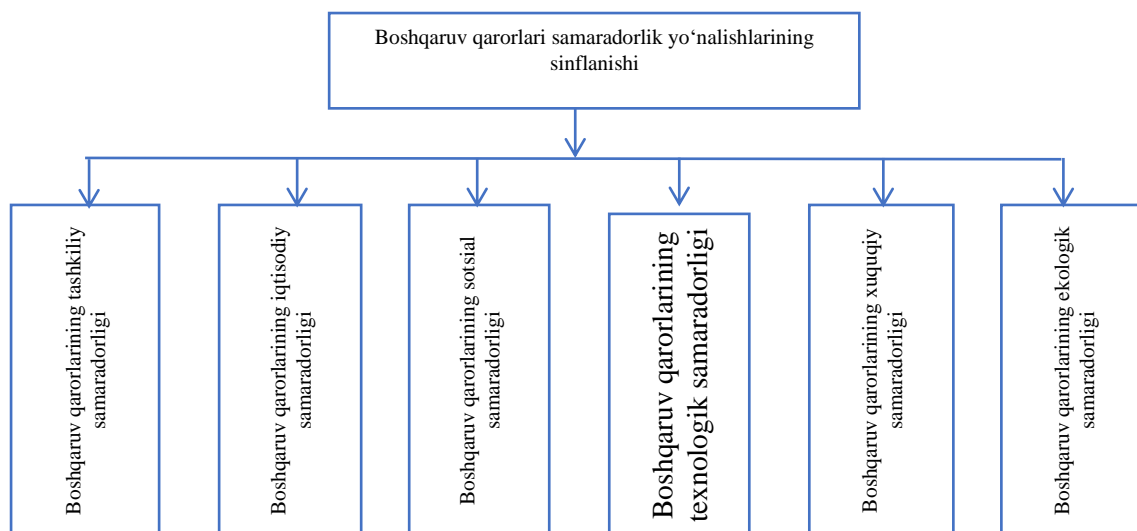 Boshqaruv qarorlari samaradorlik yo‘nalishlarining
sinflanishi
Boshqaruv qarorlarining tashkiliy
samaradorligi
Boshqaruv qarorlarining iqtisodiy
samaradorligi
Boshqaruv qarorlarining sotsial
samaradorligi
Boshqaruv qarorlarining
texnologik samaradorligi
Boshqaruv qarorlarining xuquqiy
samaradorligi
Boshqaruv qarorlarining ekologik
samaradorligi